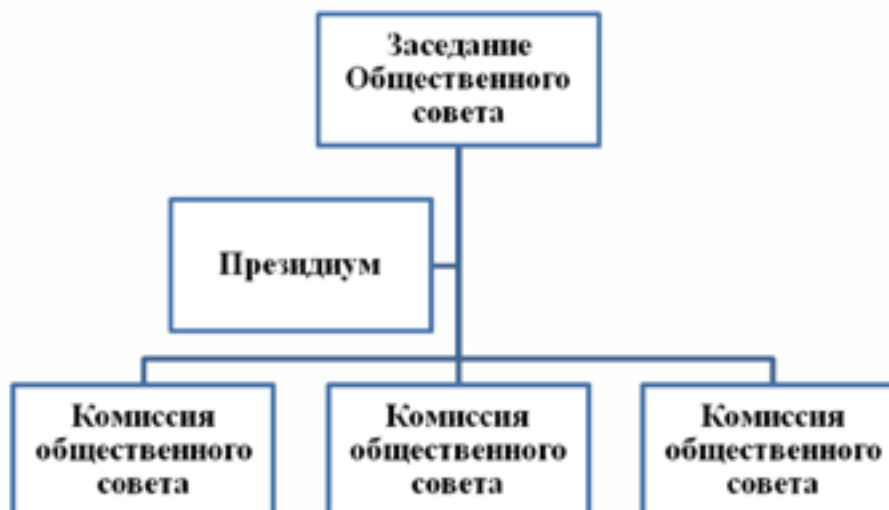 Заседание
Общественного
совета
Президиум
Комиссия
общественного
совета
Комиссия
общественного
совета
Комиссия
общественного
совета